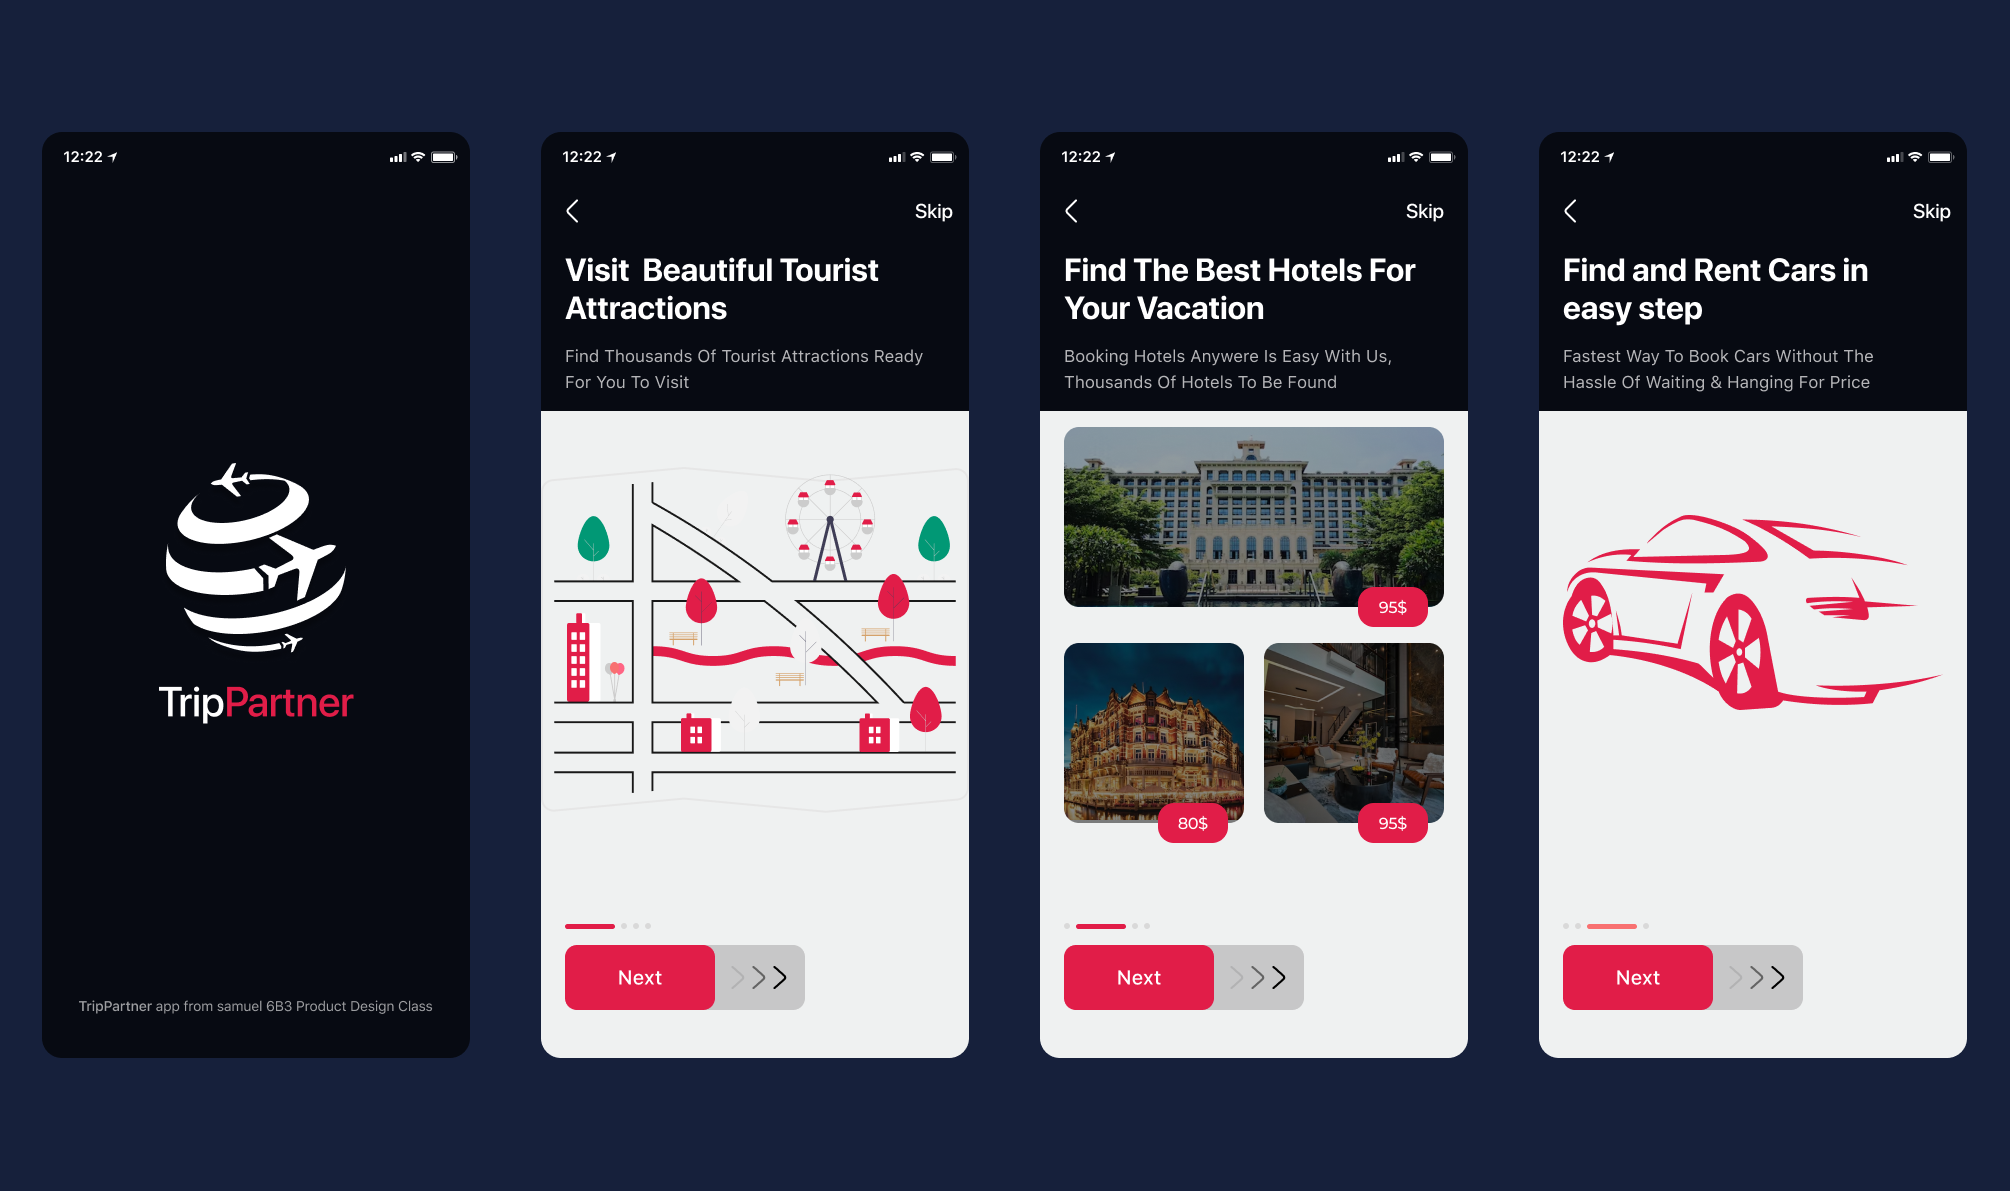 12:22
TripPartner
TripPartner app from samuel 6B3 Product Design Class
12:22
Skip
Visit  Beautiful Tourist
Attractions
Find Thousands Of Tourist Attractions Ready
For You To Visit
Next
12:22
Skip
Find The Best Hotels For
Your Vacation
Booking Hotels Anywere Is Easy With Us,
Thousands Of Hotels To Be Found
95$
80$
95$
Next
12:22
Skip
Find and Rent Cars in
easy step
Fastest Way To Book Cars Without The
Hassle Of Waiting & Hanging For Price
Next